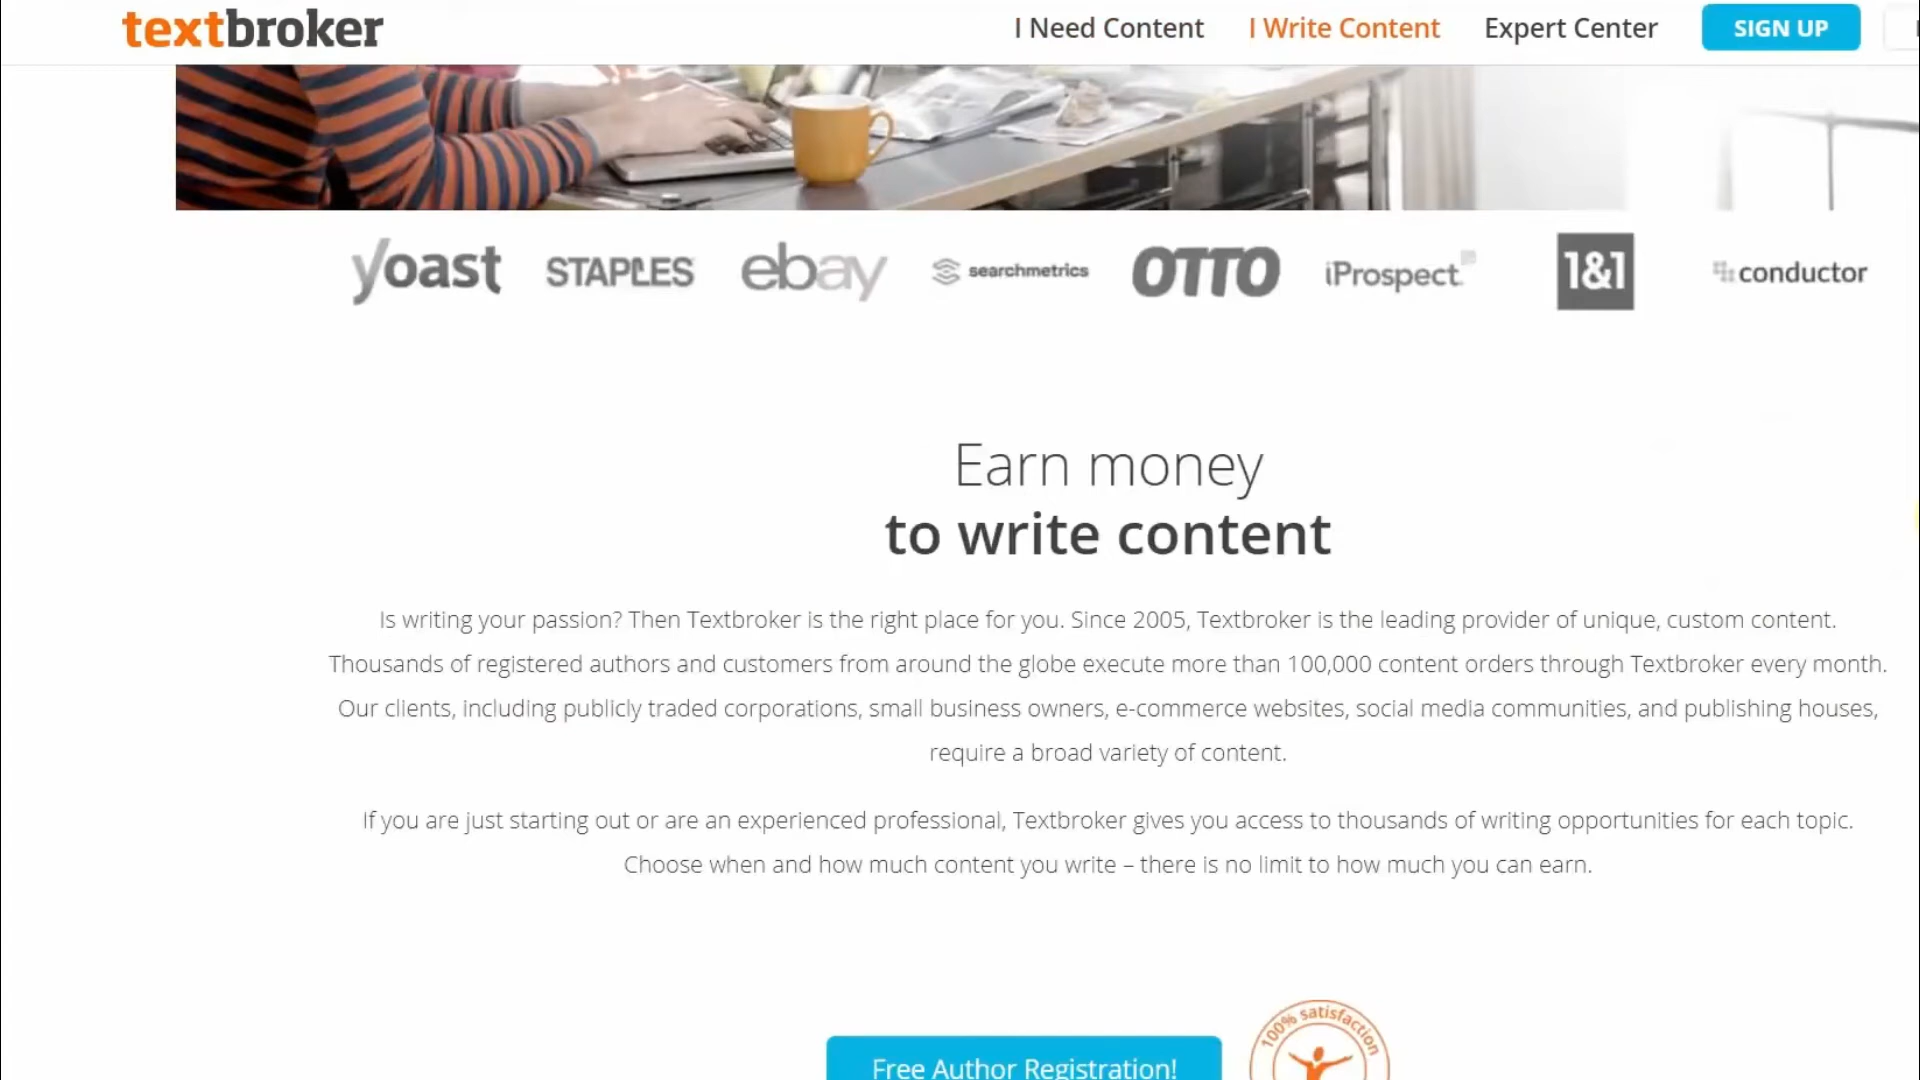 textbroker
I Need Content
I Write Content
Expert Center
SIGN UP
yoast
STAPLES
ebay
searchmetrics
OTTO
iProspect
1&1
conductor
Earn money
to write content
Is writing your passion? Then Textbroker is the right place for you. Since 2005, Textbroker is the leading provider of unique, custom content.
Thousands of registered authors and customers from around the globe execute more than 100,000 content orders through Textbroker every month.
Our clients, including publicly traded corporations, small business owners, e-commerce websites, social media communities, and publishing houses,
require a broad variety of content.
If you are just starting out or are an experienced professional, Textbroker gives you access to thousands of writing opportunities for each topic.
Choose when and how much content you write – there is no limit to how much you can earn.
Free Author Registration!
100% satisfaction